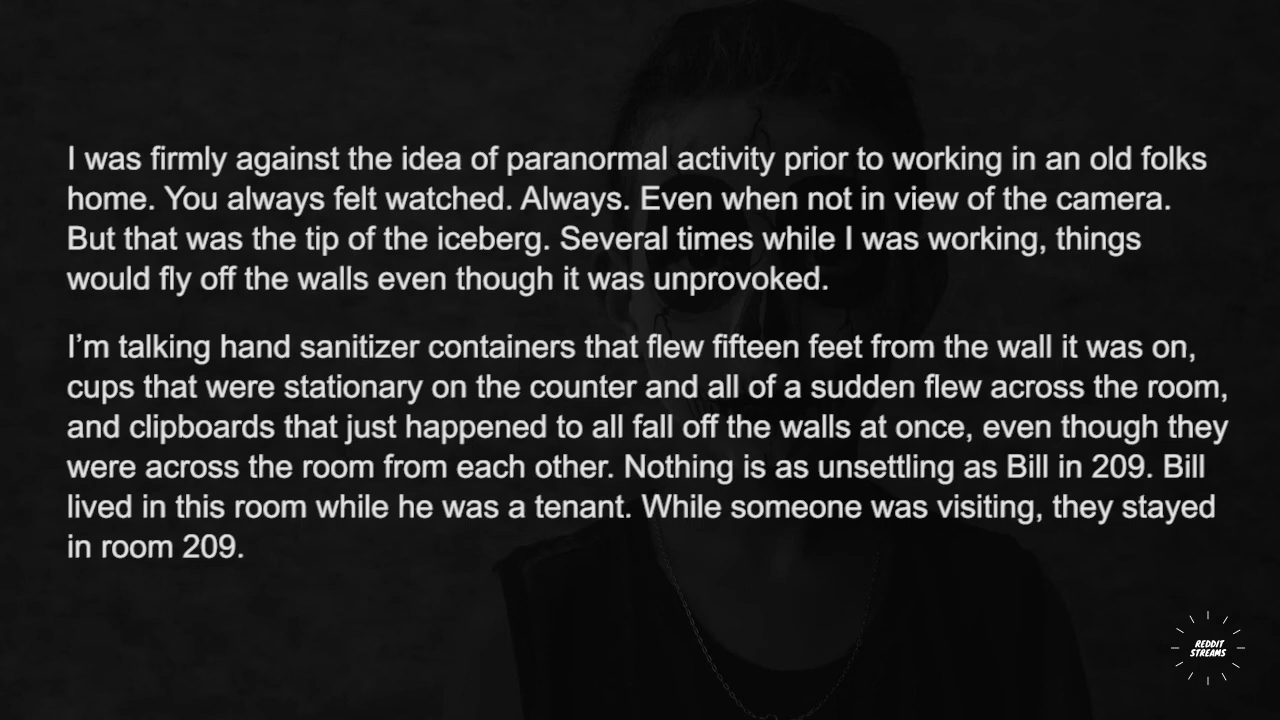 I was firmly against the idea of paranormal activity prior to working in an old folks
home. You always felt watched. Always. Even when not in view of the camera.
But that was the tip of the iceberg. Several times while I was working, things
would fly off the walls even though it was unprovoked.
I’m talking hand sanitizer containers that flew fifteen feet from the wall it was on,
cups that were stationary on the counter and all of a sudden flew across the room,
and clipboards that just happened to all fall off the walls at once, even though they
were across the room from each other. Nothing is as unsettling as Bill in 209. Bill
lived in this room while he was a tenant. While someone was visiting, they stayed
in room 209.
REDDIT
STREAMS